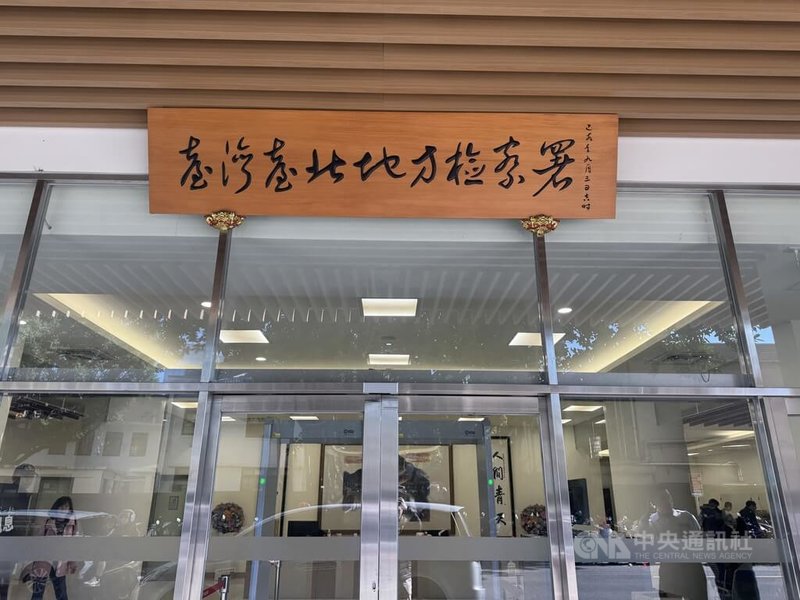 臺灣臺北地方檢察署
人間青天
息
CNA 中央通訊社
THE CENTRAL NEWS AGENCY